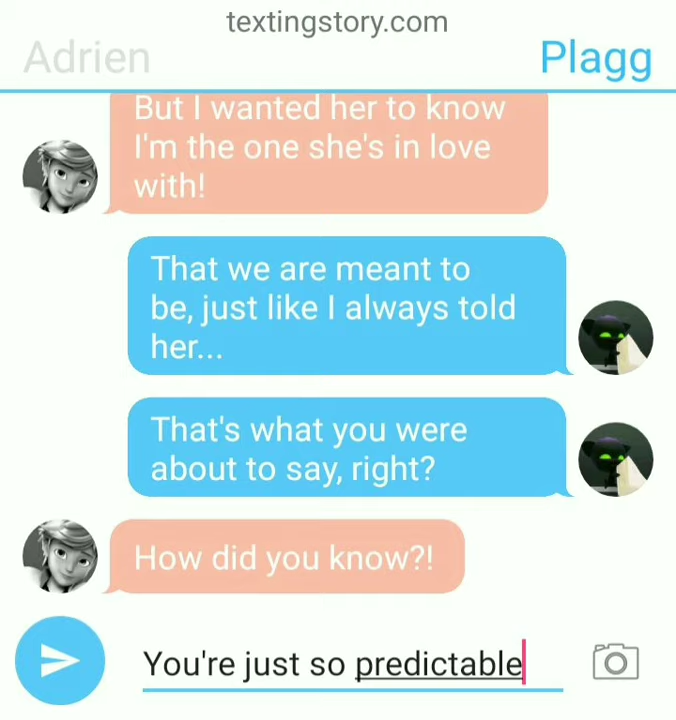 textingstory.com
Adrien
Plagg
But I wanted her to know
I'm the one she's in love
with!
That we are meant to
be, just like I always told
her...
That's what you were
about to say, right?
How did you know?!
You're just so predictable